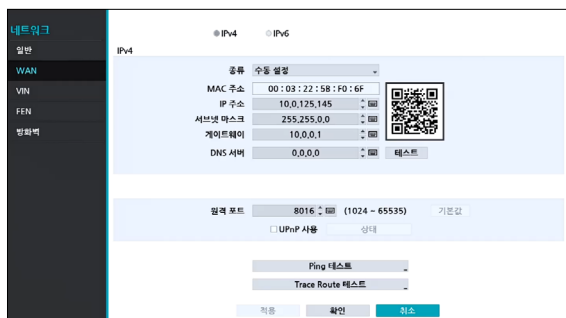 네트워크
IPv4 IPv6
일반
IPv4
WAN
종류 수동 설정
MAC 주소 00 : 03 : 22 : 58 : F0 : 6F
VIN
IP 주소 10,0,125,145
FEN
서브넷 마스크 255,255,0,0
방화벽
게이트웨이 10,0,0,1
DNS 서버 0,0,0,0 테스트
원격 포트 8016 (1024 ~ 65535) 기본값
UPnP 사용 상태
Ping 테스트
Trace Route 테스트
적용 확인 취소